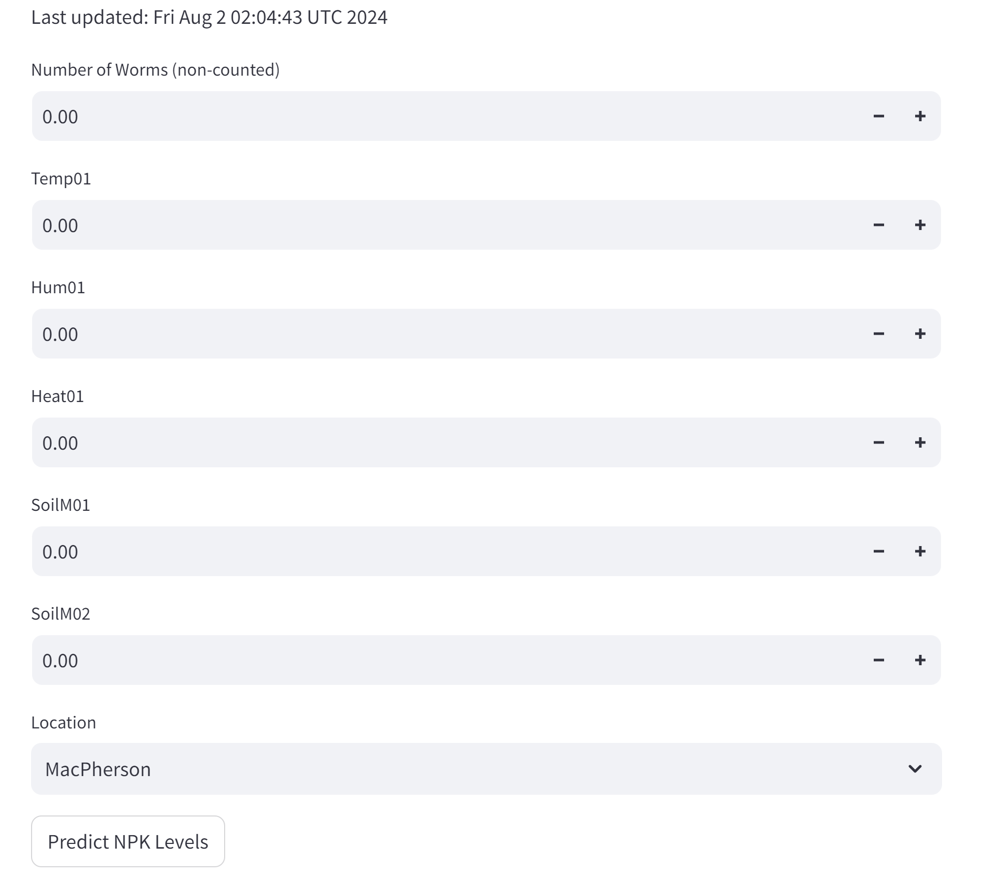 Last updated: Fri Aug 2 02:04:43 UTC 2024
Number of Worms (non-counted)
0.00
Temp01
0.00
Hum01
0.00
Heat01
0.00
SoilM01
0.00
SoilM02
0.00
Location
MacPherson
Predict NPK Levels